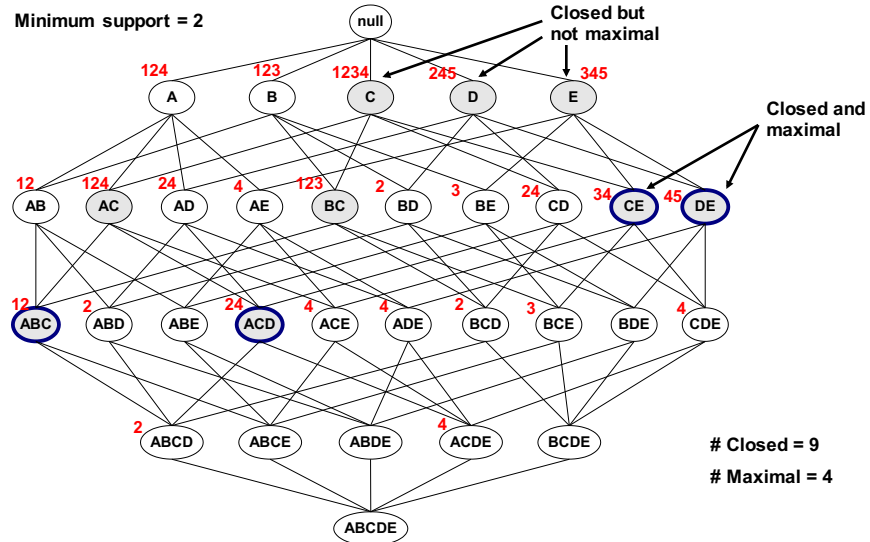 Minimum support = 2
null
Closed but
not maximal
124
123
1234
245
345
A
B
C
D
E
Closed and
maximal
12
124
24
4
123
2
3
24
34
45
AB
AC
AD
AE
BC
BD
BE
CD
CE
DE
12
2
24
4
4
2
3
4
ABC
ABD
ABE
ACD
ACE
ADE
BCD
BCE
BDE
CDE
2
4
ABCD
ABCE
ABDE
ACDE
BCDE
# Closed = 9
# Maximal = 4
ABCDE